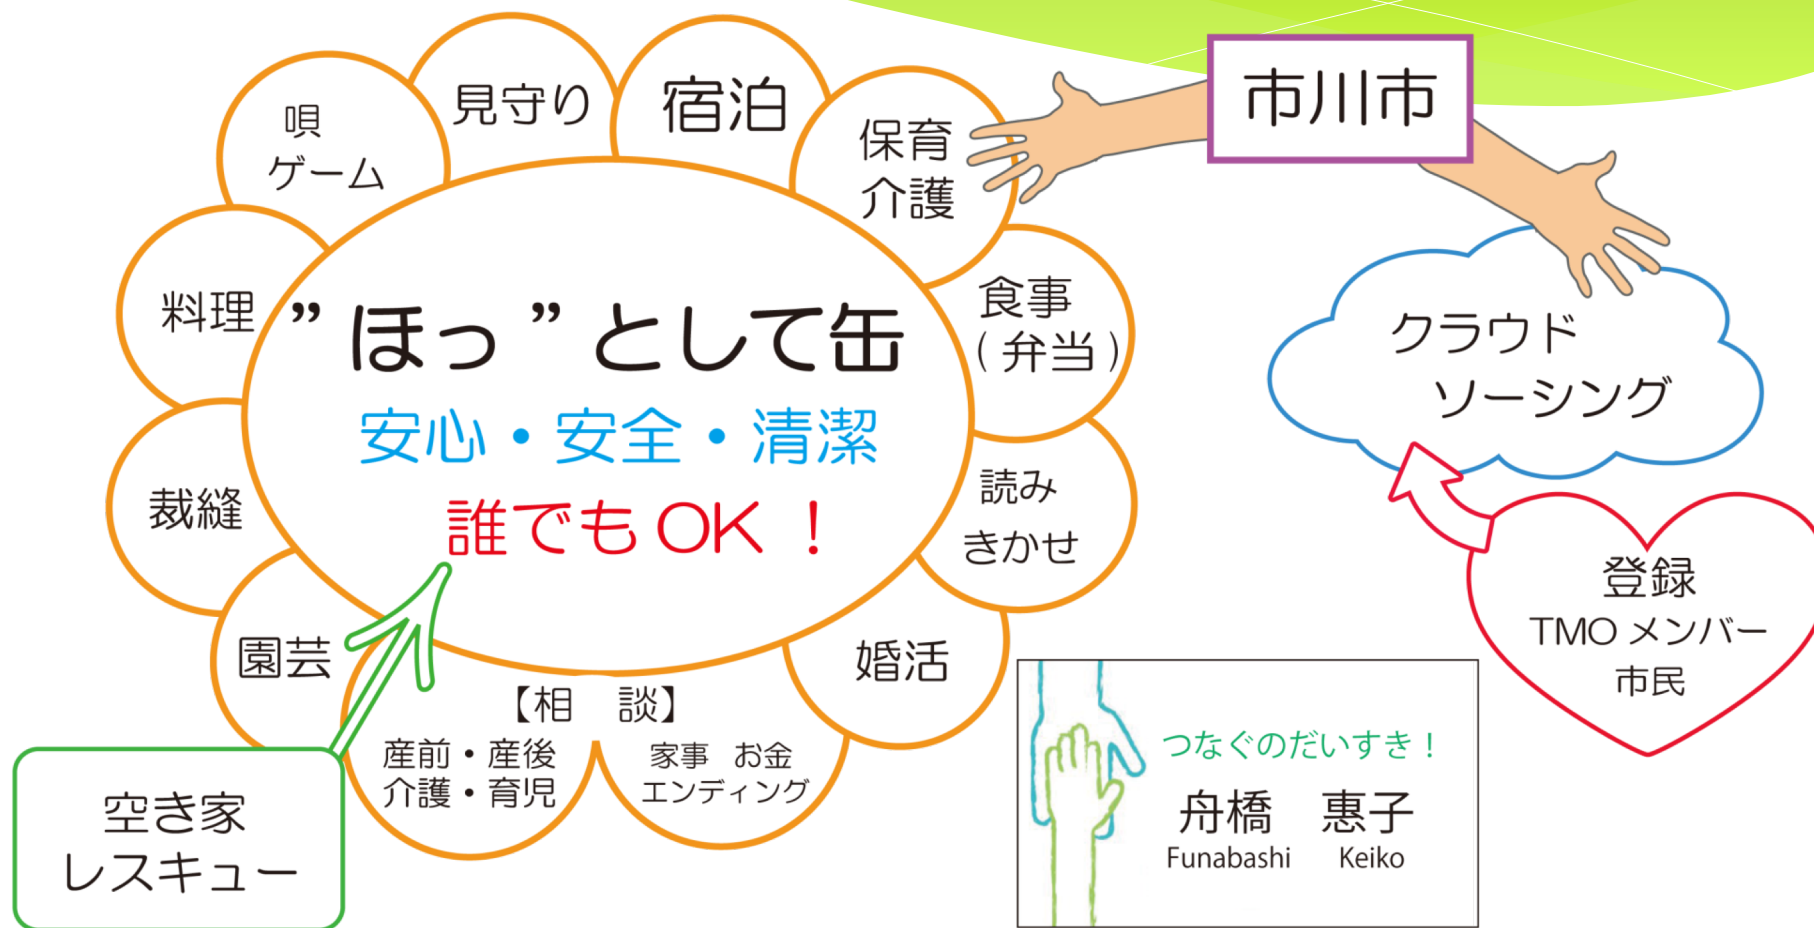 市川市
唄
ゲーム
見守り
宿泊
保育
介護
食事
(弁当)
読み
きかせ
婚活
料理
裁縫
園芸
”ほっ”として缶
安心・安全・清潔
誰でもOK！
【相　談】
産前・産後
介護・育児
家事　お金
エンディング
空き家
レスキュー
クラウド
ソーシング
登録
TMOメンバー
市民
つなぐのだいすき！
舟橋　惠子
Funabashi　Keiko